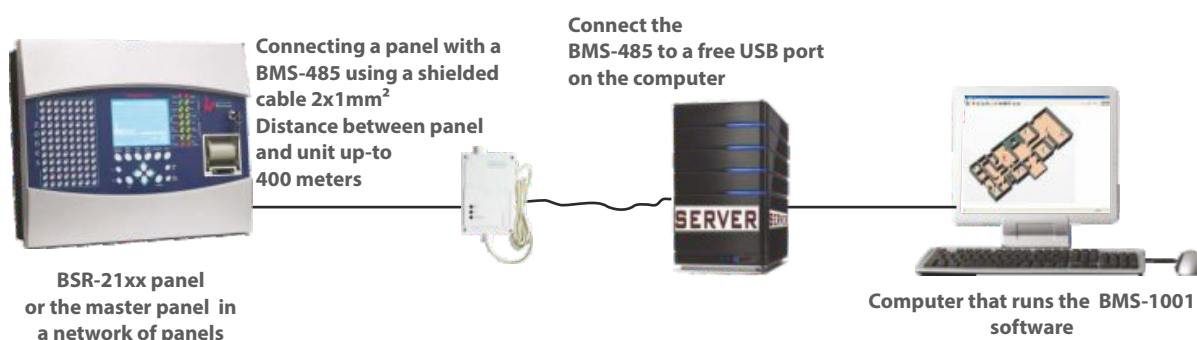 Connecting a panel with a
BMS-485 using a shielded
cable 2x1mm²
Distance between panel
and unit up-to
400 meters
Connect the
BMS-485 to a free USB port
on the computer
SERVER
BSR-21xx panel
or the master panel in
a network of panels
Computer that runs the BMS-1001
software